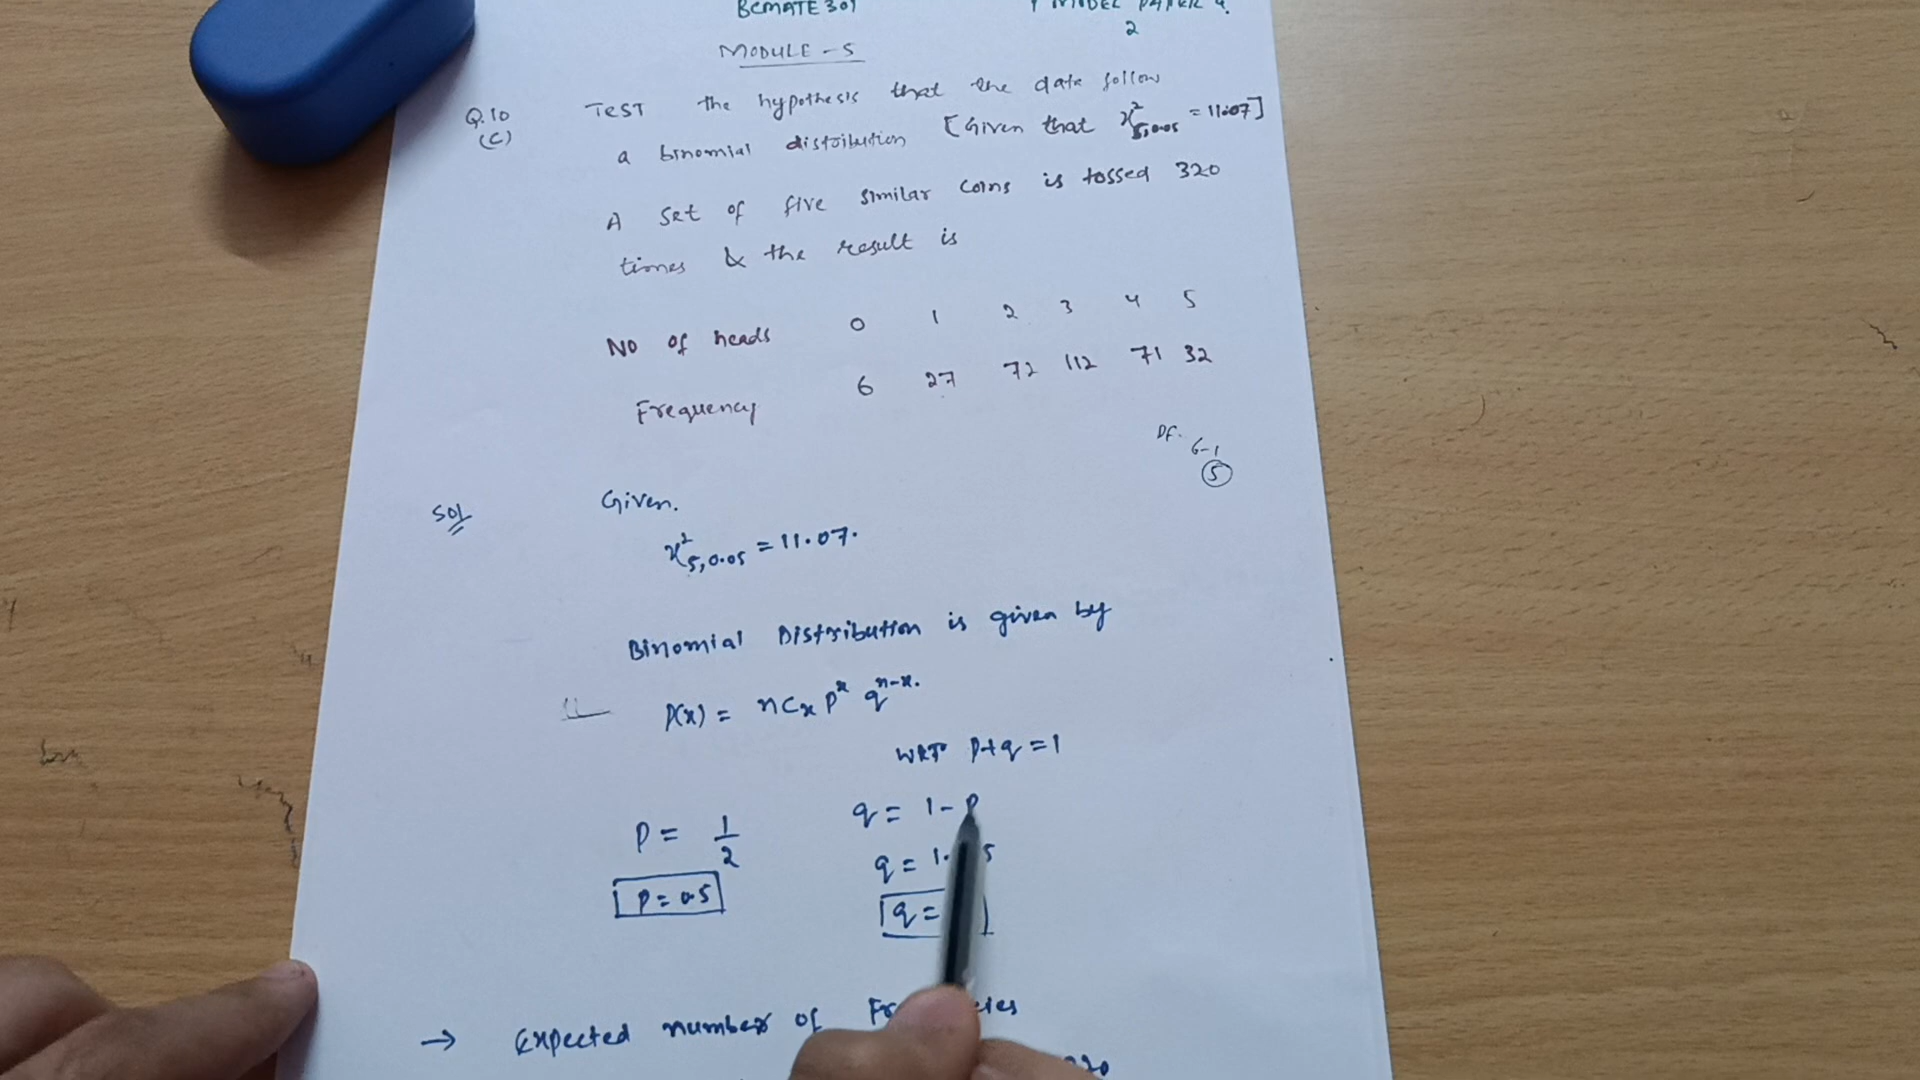 BCMATE301 MODEL PAPER
2
MODULE-5
Q.10 TEST the hypothesis that the data follow
(C) a binomial distribution [Given that χ²5,0.05 = 11.07]
A set of five similar coins is tossed 320
times & the result is
NO of heads 0 1 2 3 4 5
Frequency 6 27 72 112 71 32
DF. 6-1
5
Sol Given.
χ²5,0.05 = 11.07.
Binomial Distribution is given by
P(x) = nCx p^x q^n-x.
WKT p+q = 1
p = 1/2 q = 1-p
q = 1-
p = 0.5 q =
→ Expected number of